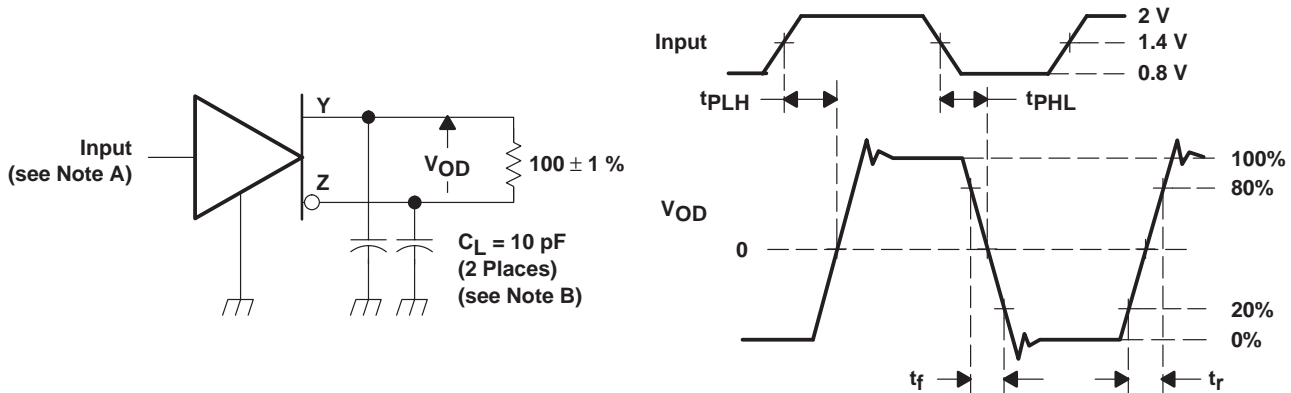 Input
(see Note A)
Y
Z
VOD
100 ± 1 %
CL = 10 pF
(2 Places)
(see Note B)
Input
2 V
1.4 V
0.8 V
tPLH
tPHL
VOD
0
100%
80%
20%
0%
tf
tr